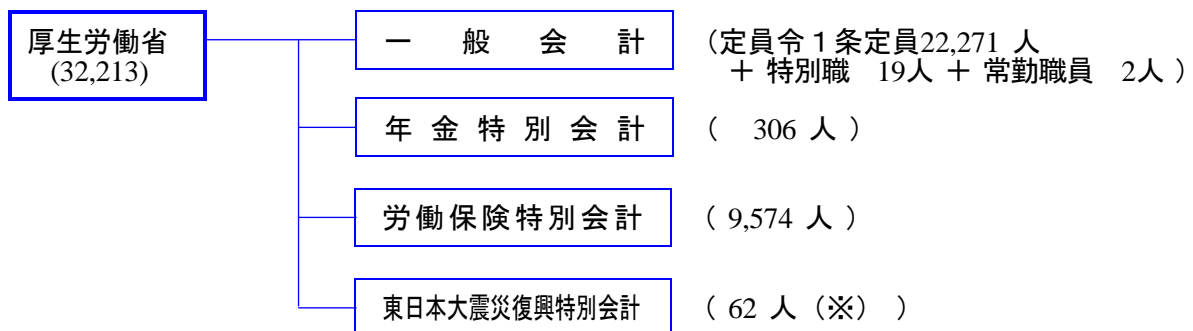 厚生労働省
(32,213)
一般会計 (定員令1条定員22,271 人
+ 特別職 19人 + 常勤職員 2人 )
年金特別会計 ( 306 人 )
労働保険特別会計 ( 9,574 人 )
東日本大震災復興特別会計 ( 62 人 (※) )